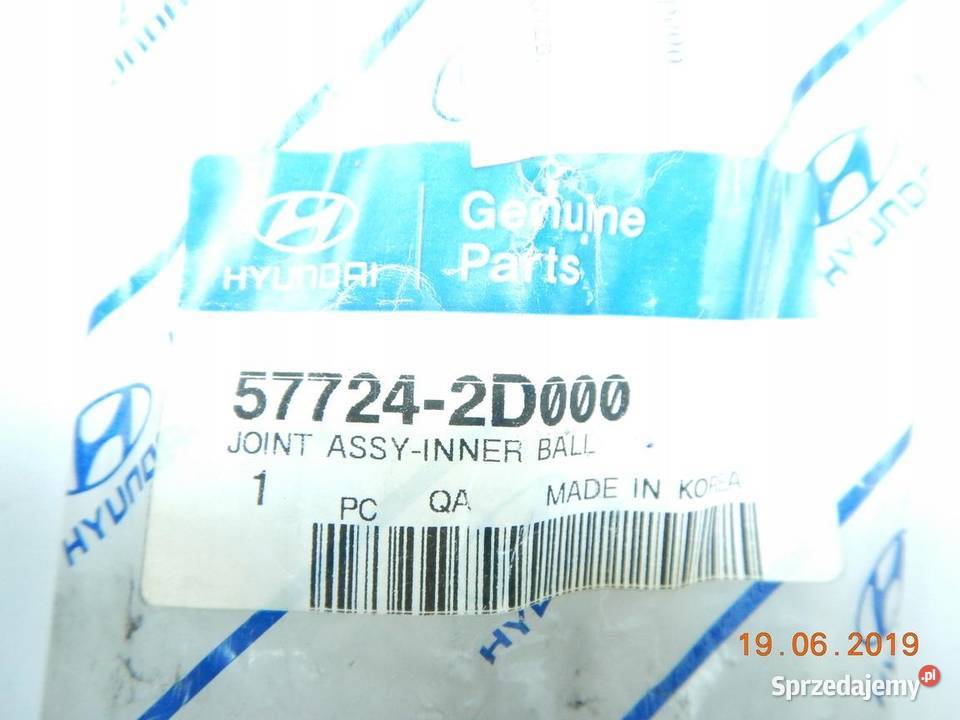 HYUNDAI
Genuine
Parts
57724-2D000
JOINT ASSY-INNER BALL
1 PC QA MADE IN KOREA
HYUNDAI
19.06.2019
Sprzedajemy.pl